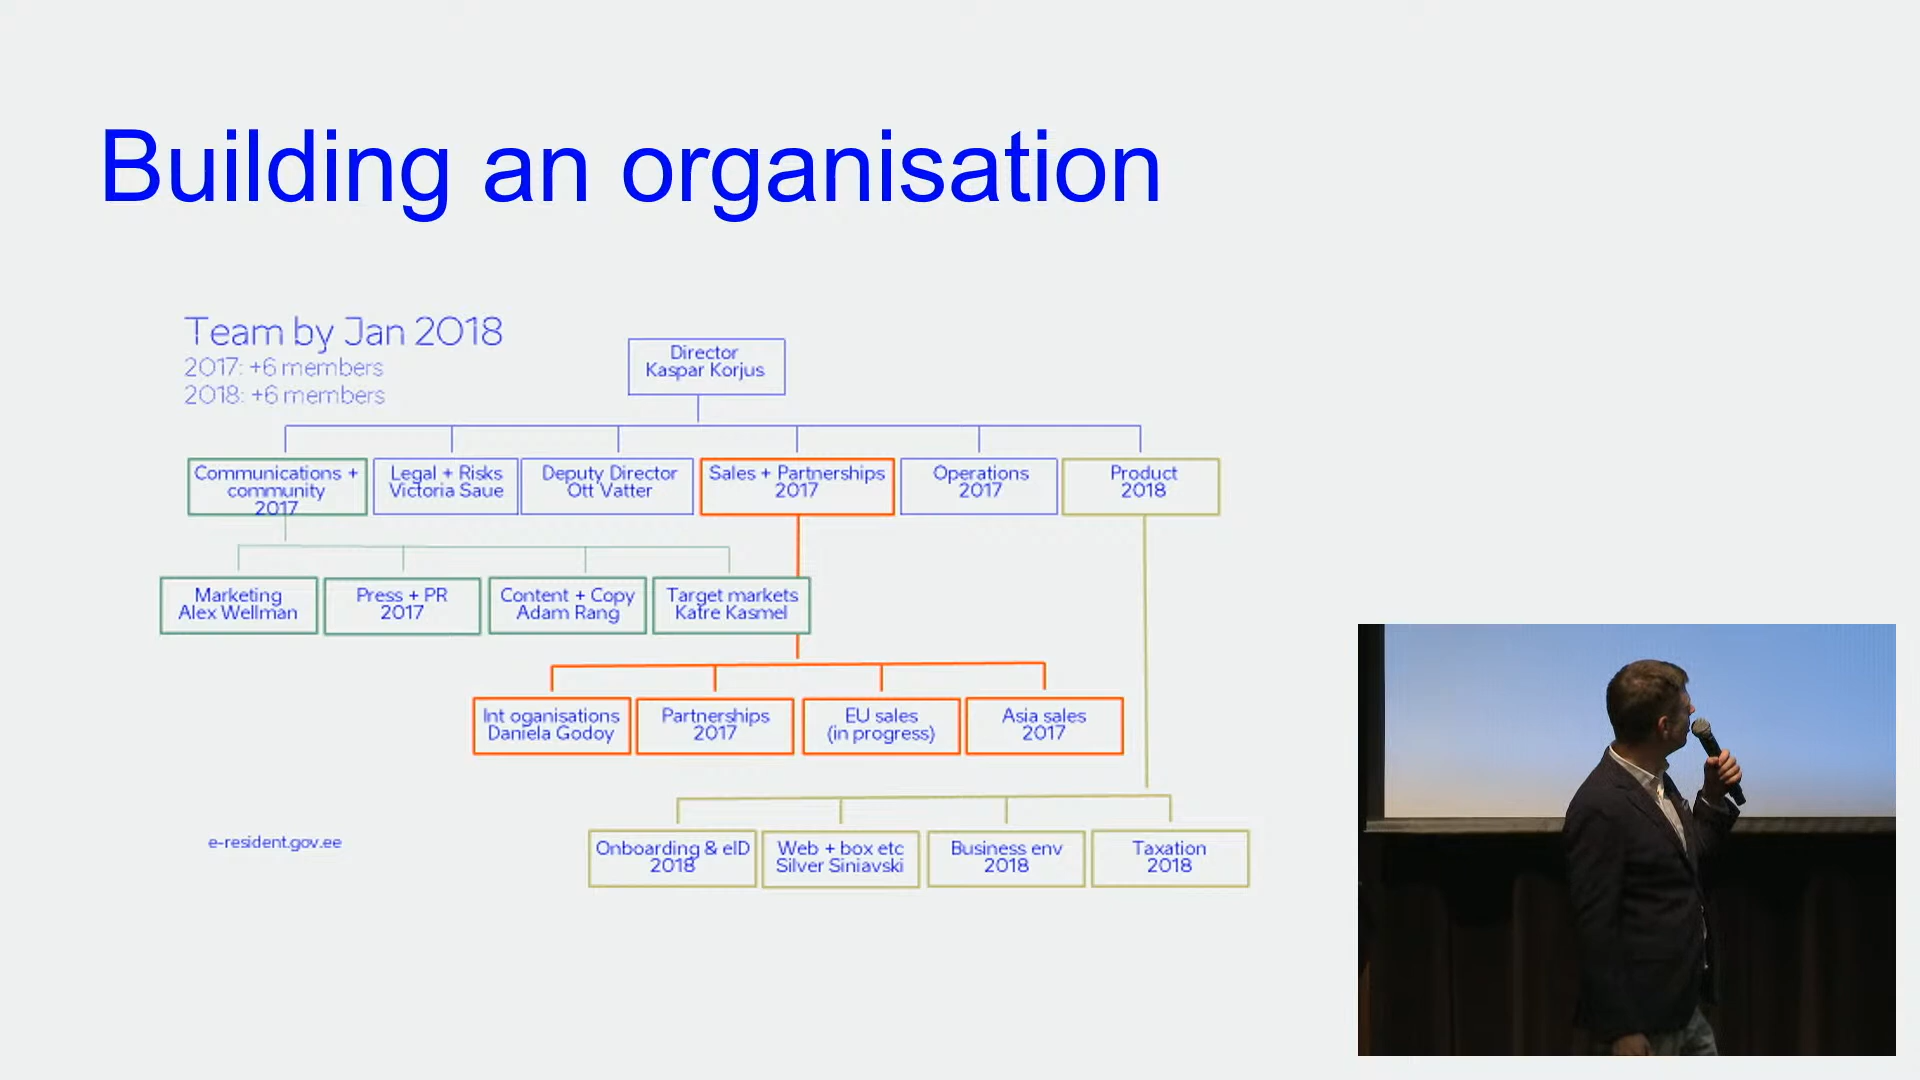 Building an organisation
Team by Jan 2018
2017: +6 members
2018: +6 members
Director
Kaspar Korjus
Communications +
community
2017
Legal + Risks
Victoria Saue
Deputy Director
Ott Vatter
Sales + Partnerships
2017
Operations
2017
Product
2018
Marketing
Alex Wellman
Press + PR
2017
Content + Copy
Adam Rang
Target markets
Katre Kasmel
Int oganisations
Daniela Godoy
Partnerships
2017
EU sales
(in progress)
Asia sales
2017
e-resident.gov.ee
Onboarding & eID
2018
Web + box etc
Silver Siniavski
Business env
2018
Taxation
2018